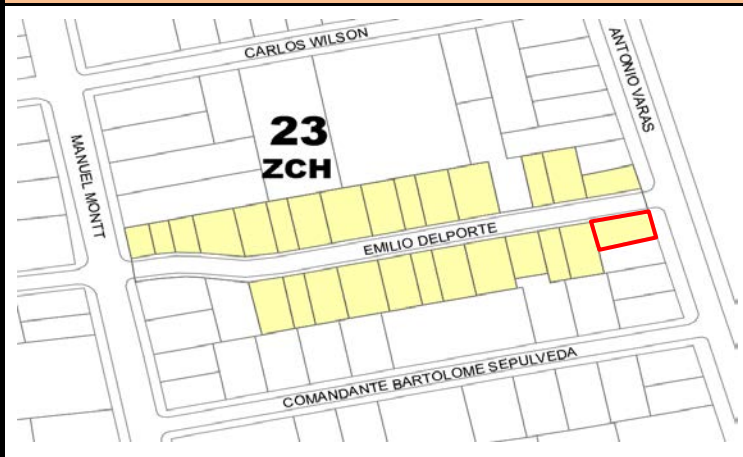 CARLOS WILSON
ANTONIO VARAS
23
ZCH
MANUEL MONTT
EMILIO DELPORTE
COMANDANTE BARTOLOME SEPULVEDA